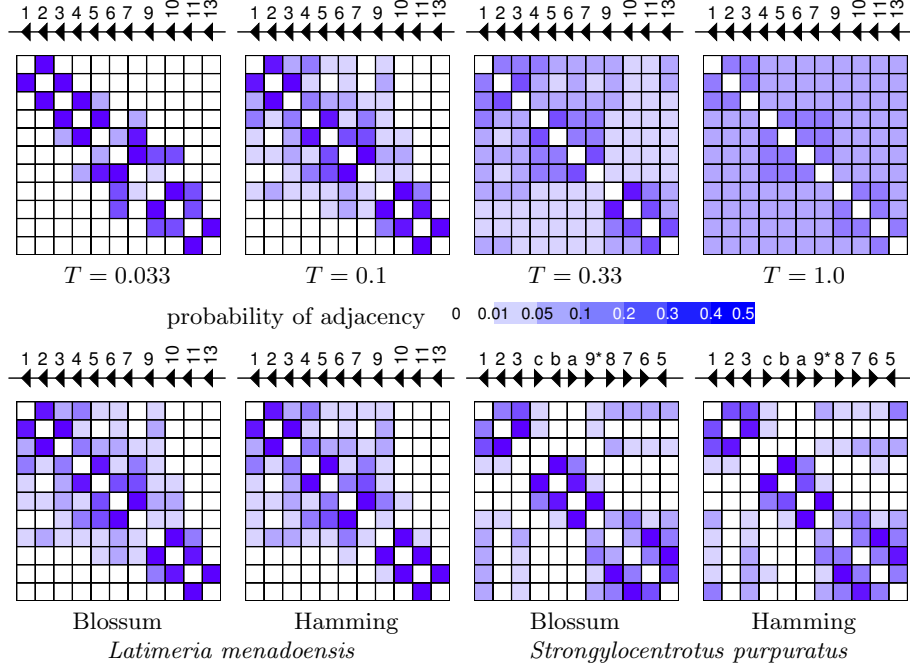 1 2 3 4 5 6 7 8 9 10 11 13
1 2 3 4 5 6 7 8 9 10 11 13
1 2 3 4 5 6 7 8 9 10 11 13
1 2 3 4 5 6 7 8 9 10 11 13
T = 0.033
T = 0.1
T = 0.33
T = 1.0
probability of adjacency 0 0.01 0.05 0.1 0.2 0.3 0.4 0.5
1 2 3 4 5 6 7 8 9 10 11 13
1 2 3 4 5 6 7 8 9 10 11 13
1 2 3 c b a 9* 8 7 6 5
1 2 3 c b a 9* 8 7 6 5
Blossum
Hamming
Blossum
Hamming
Latimeria menadoensis
Strongylocentrotus purpuratus